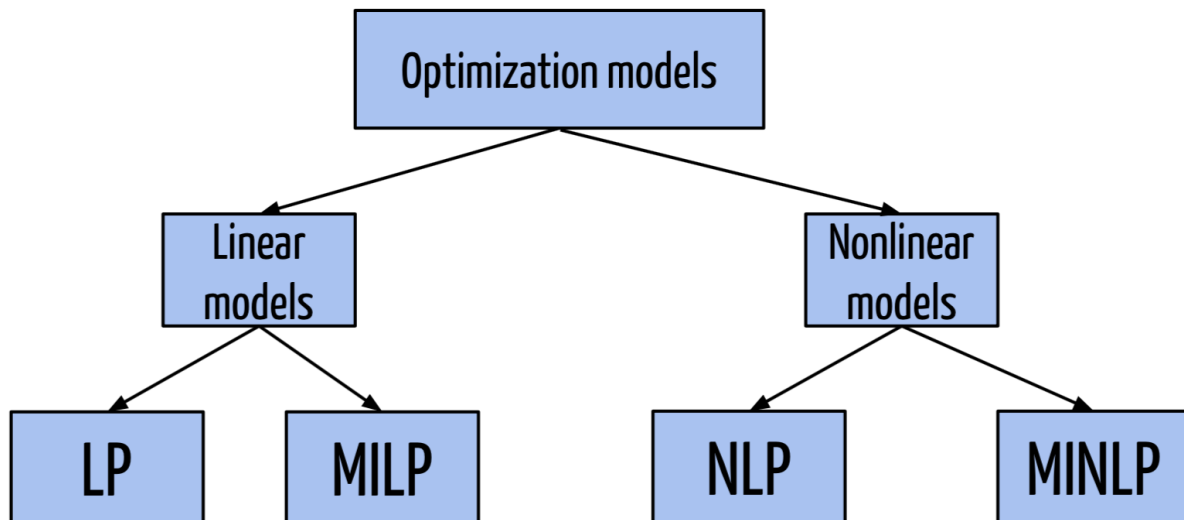 Optimization models
Linear
models
Nonlinear
models
LP
MILP
NLP
MINLP